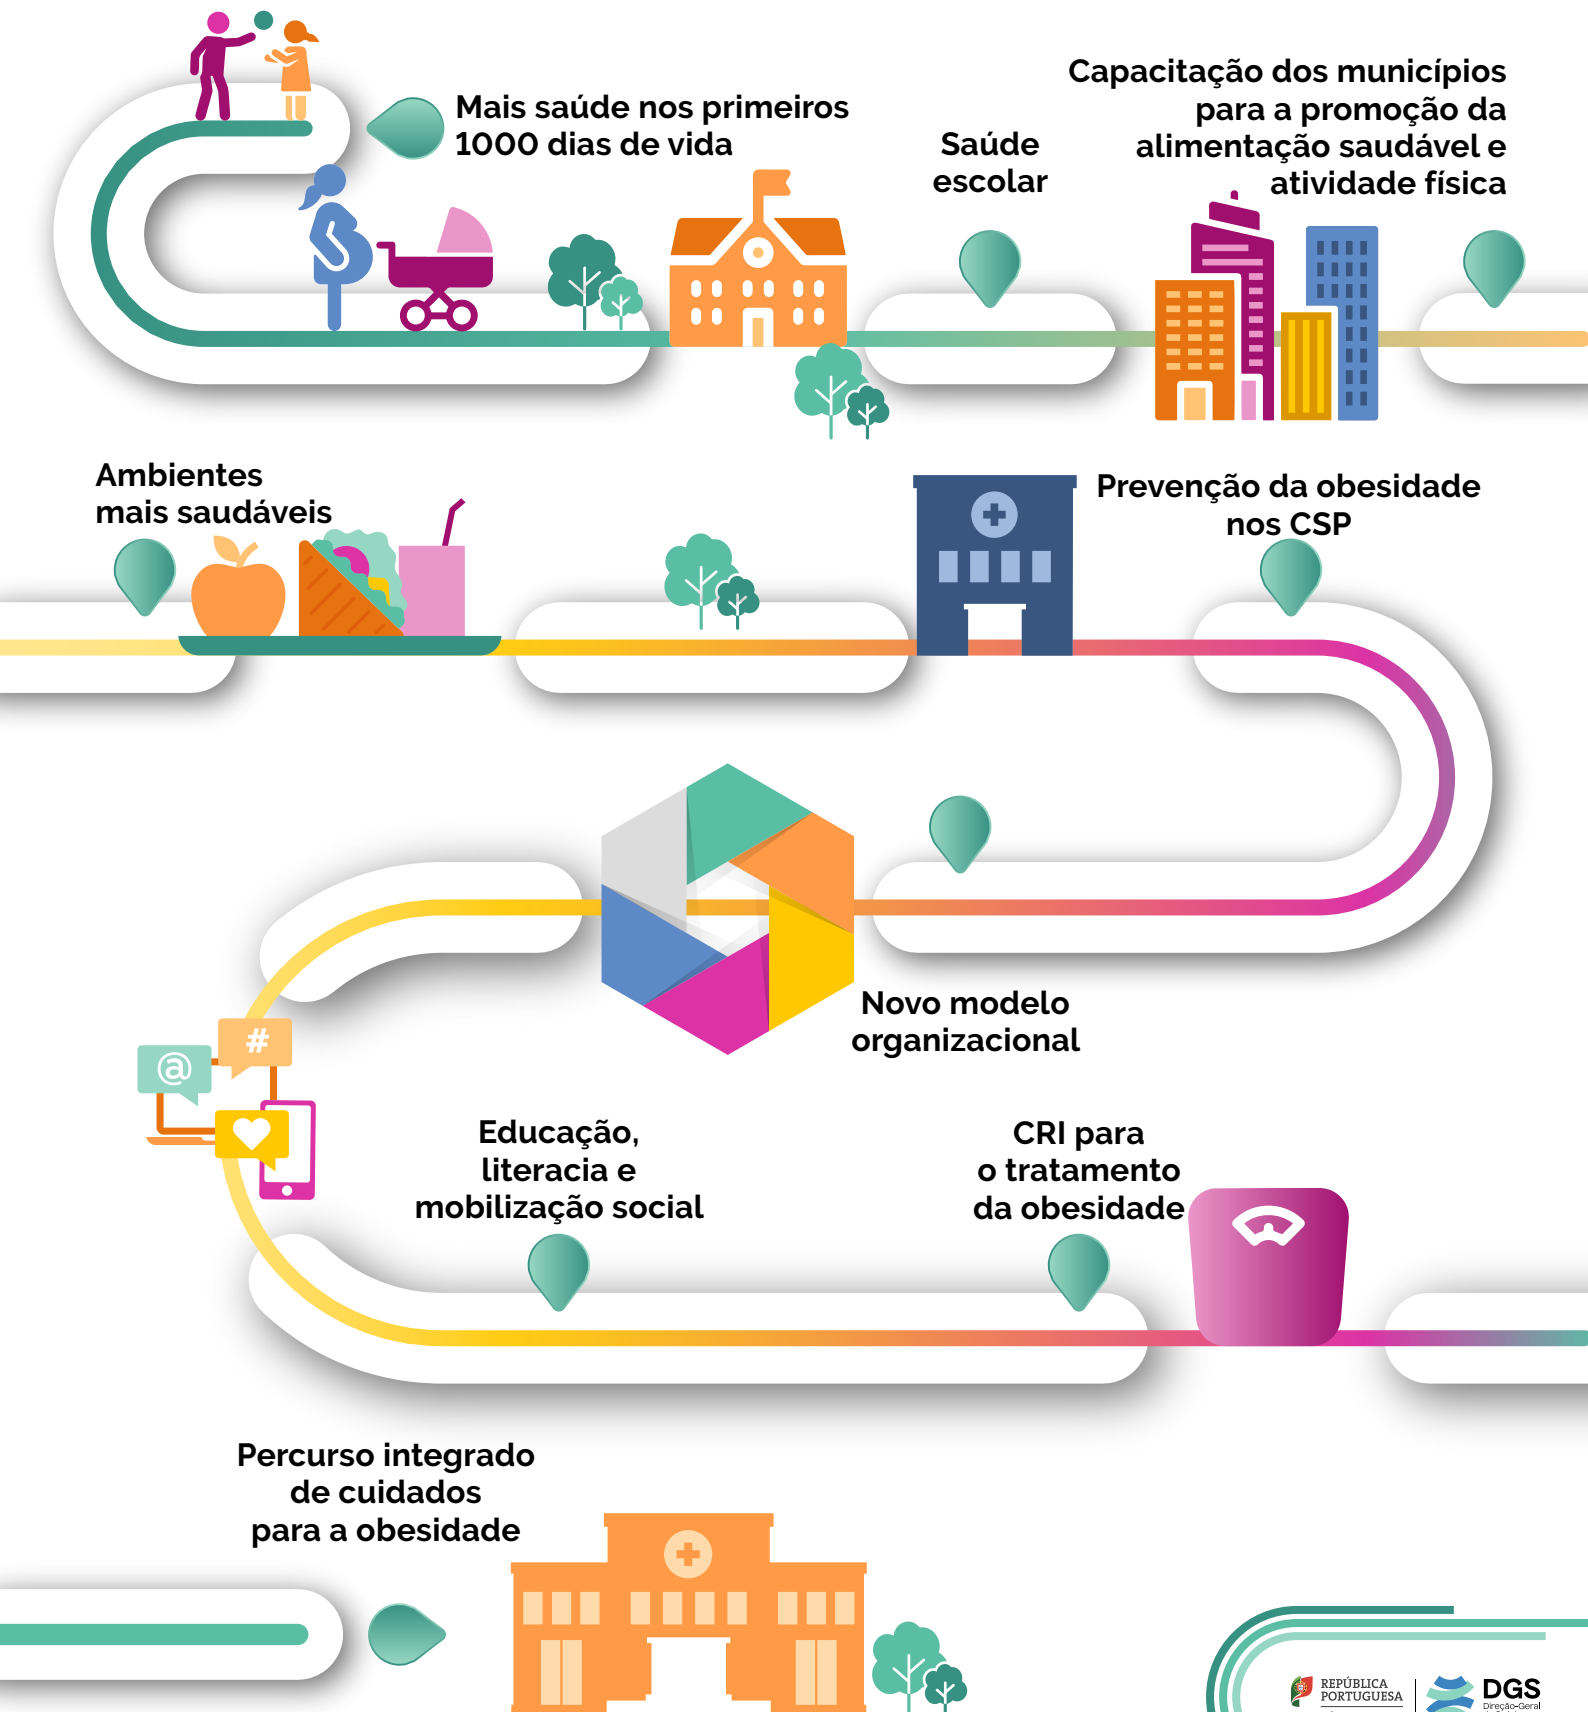 Mais saúde nos primeiros
1000 dias de vida
Saúde
escolar
Capacitação dos municípios
para a promoção da
alimentação saudável e
atividade física
Ambientes
mais saudáveis
Prevenção da obesidade
nos CSP
Novo modelo
organizacional
@
#
Educação,
literacia e
mobilização social
CRI para
o tratamento
da obesidade
Percurso integrado
de cuidados
para a obesidade
REPÚBLICA
PORTUGUESA
DGS
Direção-Geral